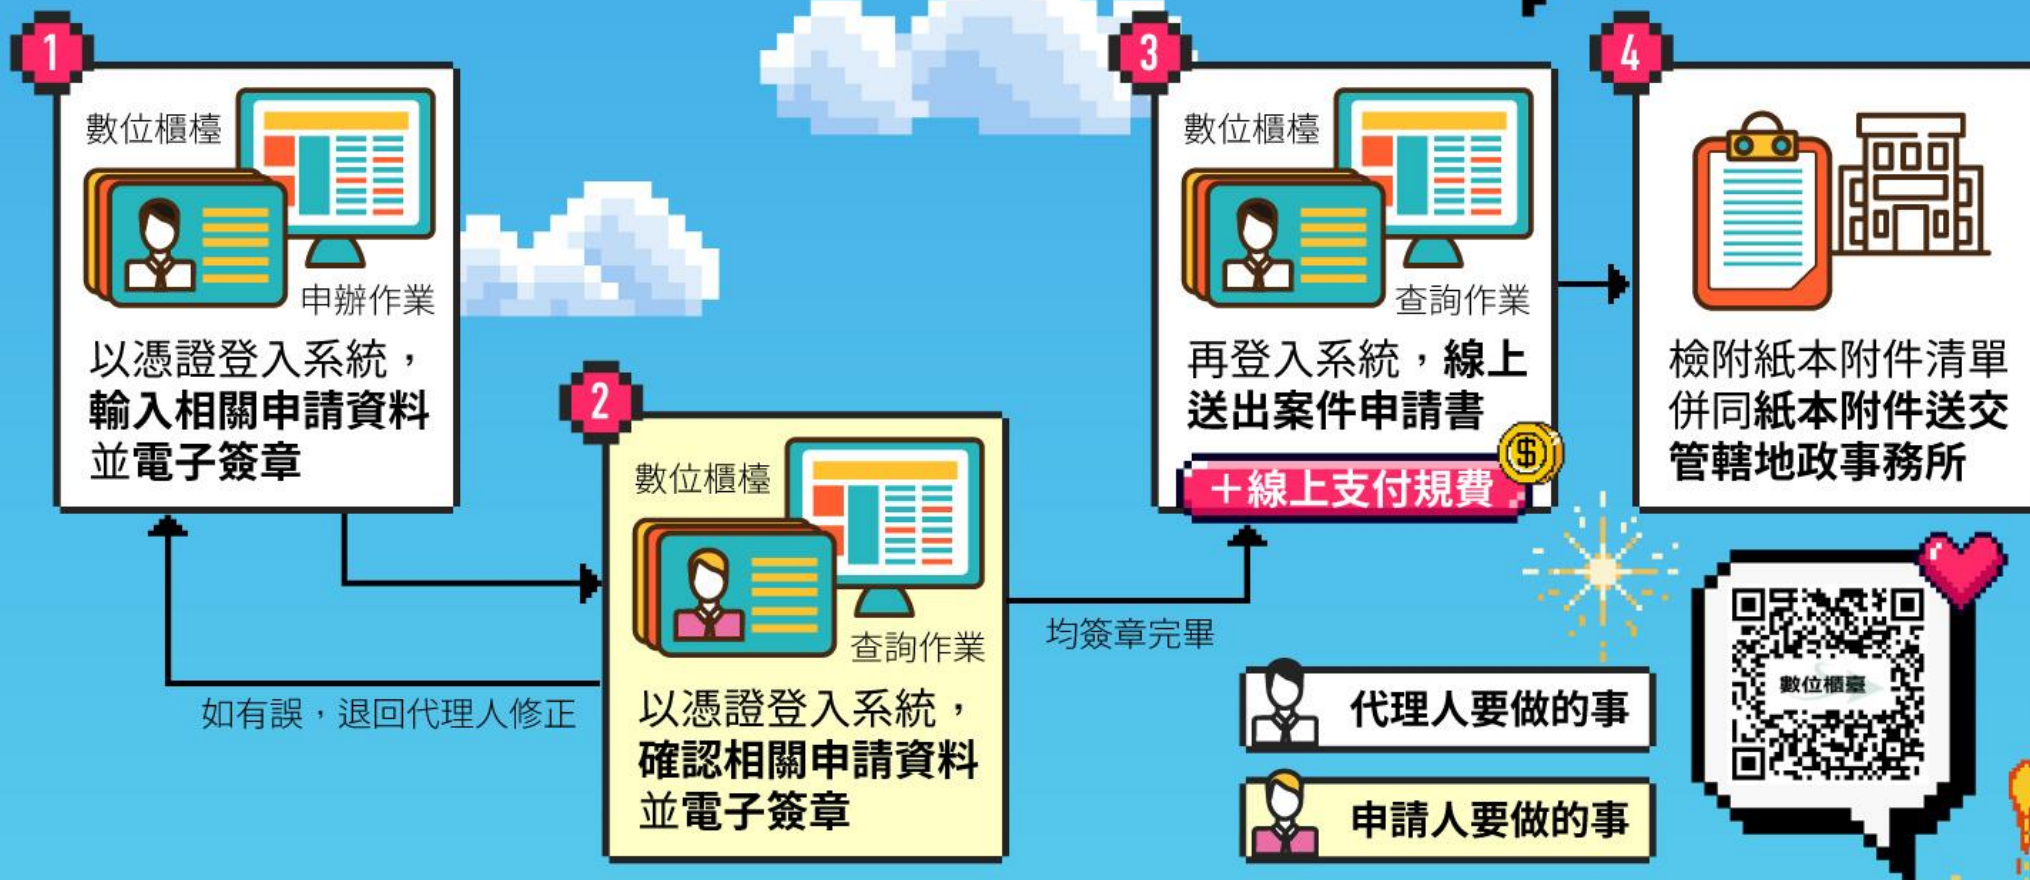 1
數位櫃檯
申辦作業
以憑證登入系統，
輸入相關申請資料
並電子簽章
2
數位櫃檯
查詢作業
以憑證登入系統，
確認相關申請資料
並電子簽章
如有誤，退回代理人修正
均簽章完畢
3
數位櫃檯
查詢作業
再登入系統，線上
送出案件申請書
$
＋線上支付規費
4
檢附紙本附件清單
併同紙本附件送交
管轄地政事務所
代理人要做的事
申請人要做的事
數位櫃臺